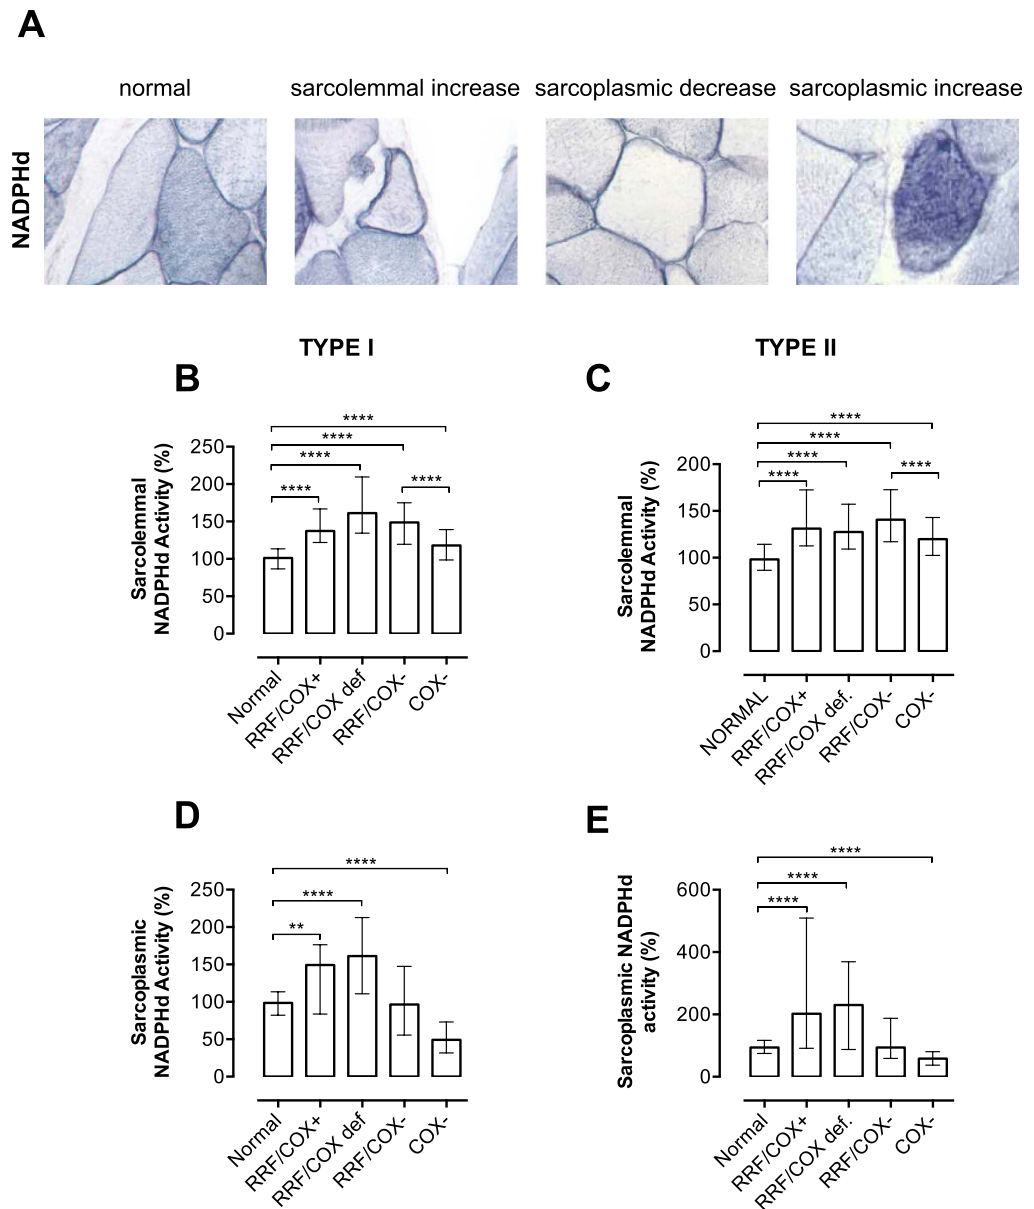 A
normal
sarcolemmal increase
sarcoplasmic decrease
sarcoplasmic increase
NADPHd
TYPE I
TYPE II
B
Sarcolemmal
NADPHd Activity (%)
250
200
150
100
50
0
****
****
****
****
****
Normal
RRF/COX+
RRF/COX def
RRF/COX-
COX-
C
Sarcolemmal
NADPHd Activity (%)
200
150
100
50
0
****
****
****
****
****
NORMAL
RRF/COX+
RRF/COX def.
RRF/COX-
COX-
D
Sarcoplasmic
NADPHd Activity (%)
250
200
150
100
50
0
****
****
**
Normal
RRF/COX+
RRF/COX def
RRF/COX-
COX-
E
Sarcoplasmic NADPHd
activity (%)
600
400
200
0
****
****
****
Normal
RRF/COX+
RRF/COX def.
RRF/COX-
COX-